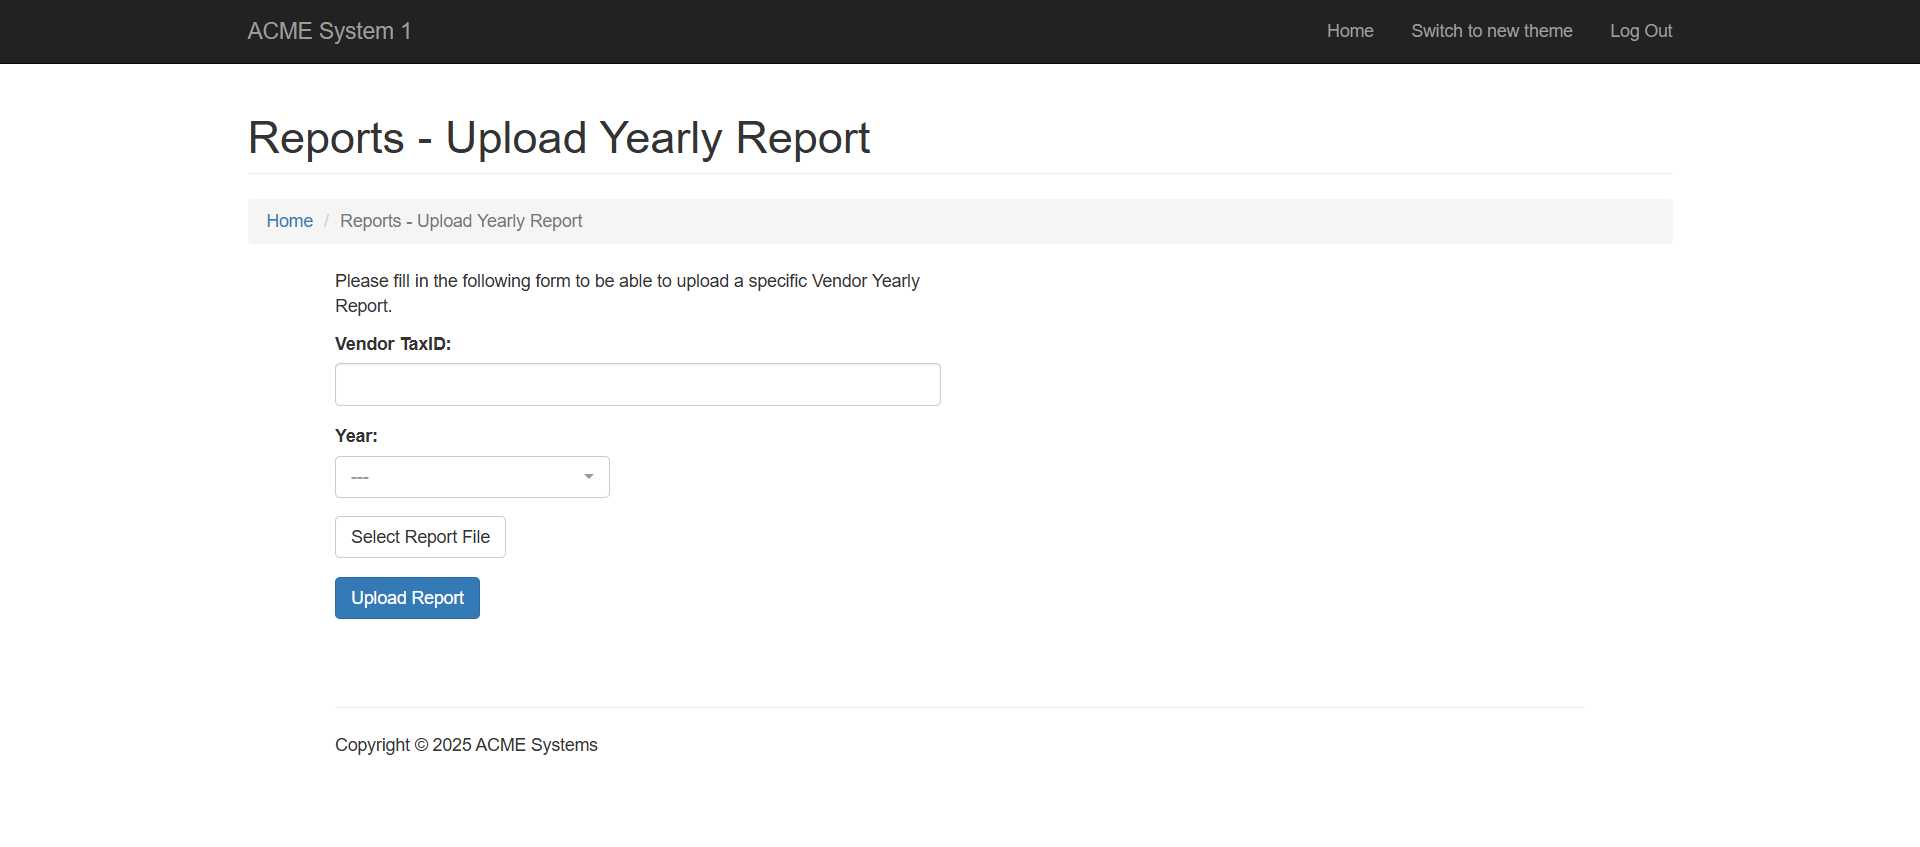 ACME System 1
Home
Switch to new theme
Log Out
Reports - Upload Yearly Report
Home / Reports - Upload Yearly Report
Please fill in the following form to be able to upload a specific Vendor Yearly
Report.
Vendor TaxID:
Year:
---
Select Report File
Upload Report
Copyright © 2025 ACME Systems